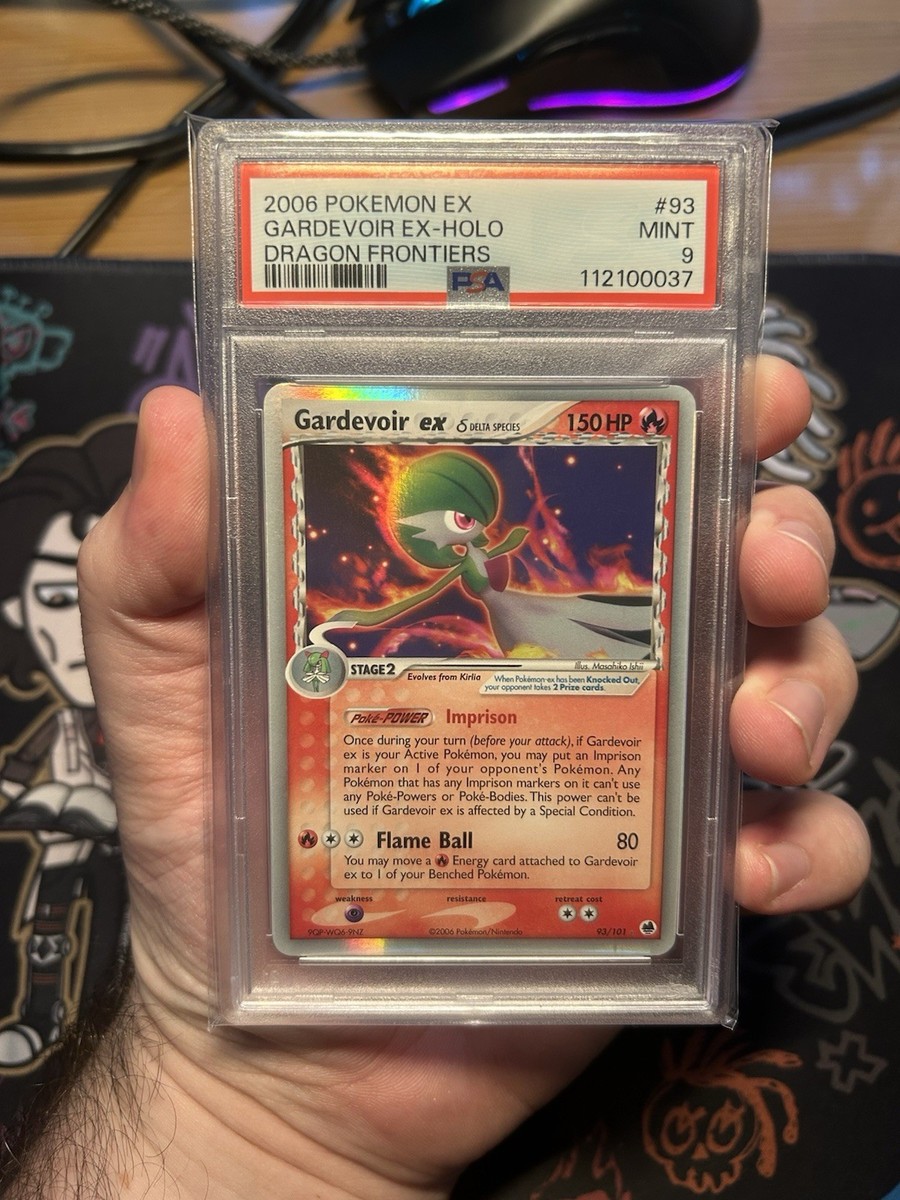 2006 POKEMON EX
#93
GARDEVOIR EX-HOLO
MINT
DRAGON FRONTIERS
9
PSA
112100037
Gardevoir ex δ DELTA SPECIES
150 HP
STAGE 2
Evolves from Kirlia
Illus. Masahiko Ishii
When Pokémon-ex has been Knocked Out,
your opponent takes 2 Prize cards.
Poké-POWER Imprison
Once during your turn (before your attack), if Gardevoir
ex is your Active Pokémon, you may put an Imprison
marker on 1 of your opponent's Pokémon. Any
Pokémon that has any Imprison markers on it can't use
any Poké-Powers or Poké-Bodies. This power can't be
used if Gardevoir ex is affected by a Special Condition.
Flame Ball 80
You may move a Energy card attached to Gardevoir
ex to 1 of your Benched Pokémon.
weakness
resistance
retreat cost
9QP-WQ6-9NZ
©2006 Pokémon/Nintendo
93/101